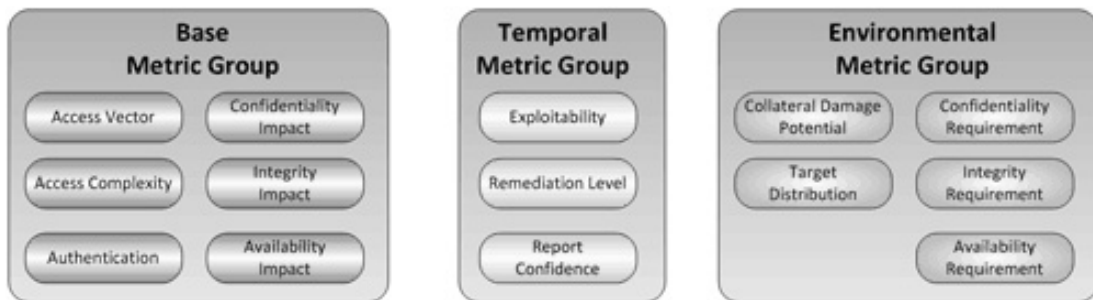 Base
Metric Group
Access Vector
Confidentiality
Impact
Access Complexity
Integrity
Impact
Authentication
Availability
Impact
Temporal
Metric Group
Exploitability
Remediation Level
Report
Confidence
Environmental
Metric Group
Collateral Damage
Potential
Confidentiality
Requirement
Target
Distribution
Integrity
Requirement
Availability
Requirement